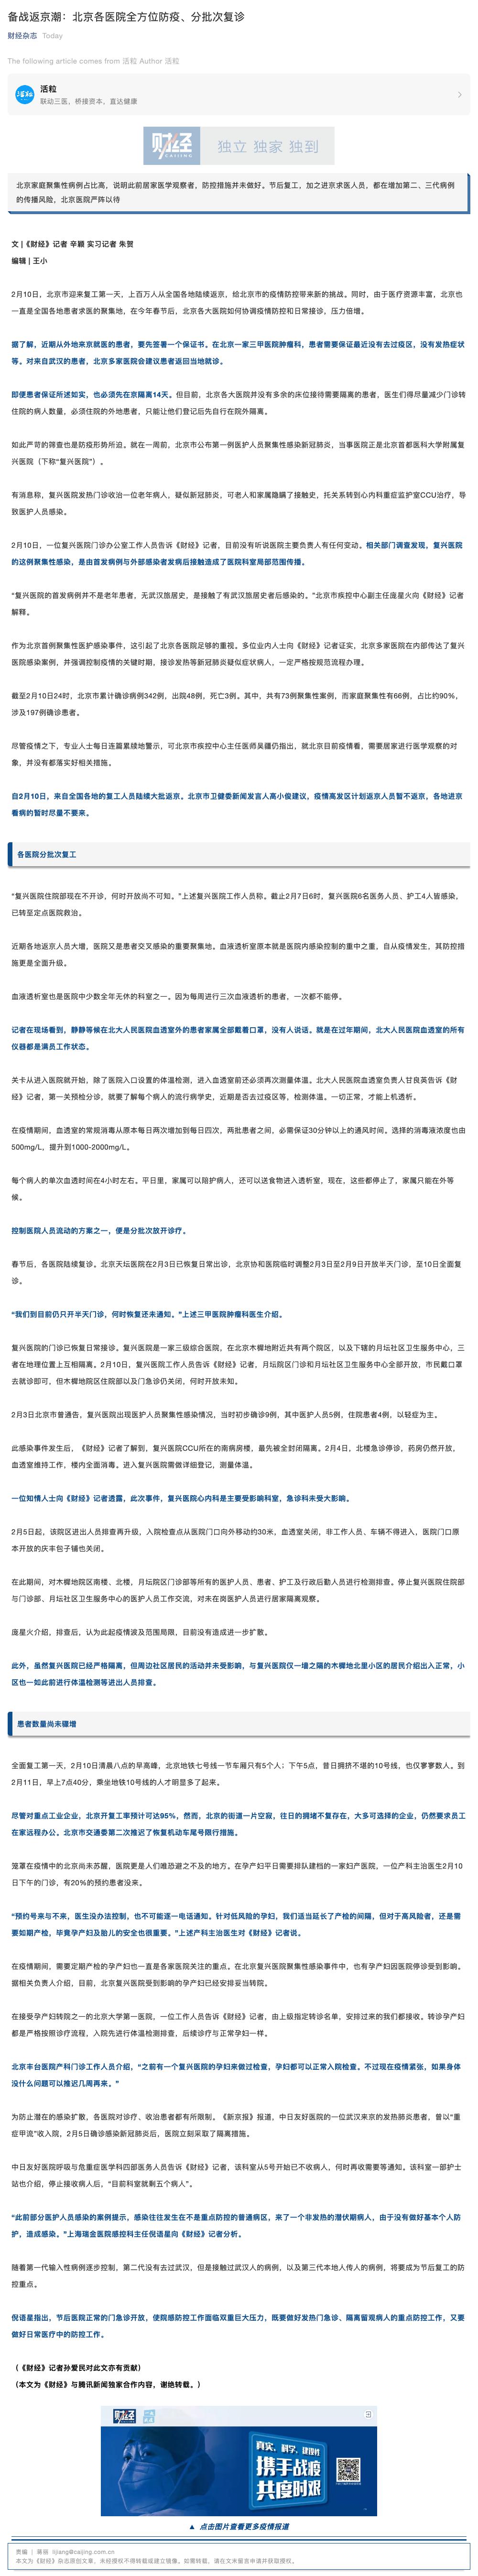 备战返京潮：北京各医院全方位防疫、分批次复诊
财经杂志 Today
The following article comes from 活粒 Author 活粒
活粒
联动三医，桥接资本，直达健康
财经
CAIJING
独立 独家 独到
北京家庭聚集性病例占比高，说明此前居家医学观察者，防控措施并未做好。节后复工，加之进京求医人员，都在增加第二、三代病例
的传播风险，北京医院严阵以待
文 |《财经》记者 辛颖 实习记者 朱贺
编辑 | 王小
2月10日，北京市迎来复工第一天，上百万人从全国各地陆续返京，给北京市的疫情防控带来新的挑战。同时，由于医疗资源丰富，北京也
一直是全国各地患者求医的聚集地，在今年春节后，北京各大医院如何协调疫情防控和日常接诊，压力倍增。
据了解，近期从外地来京就医的患者，要先签署一个保证书。在北京一家三甲医院肿瘤科，患者需要保证最近没有去过疫区，没有发热症状
等。对来自武汉的患者，北京多家医院会建议患者返回当地就诊。
即便患者保证所述如实，也必须先在京隔离14天。但目前，北京各大医院并没有多余的床位接待需要隔离的患者，医生们得尽量减少门诊转
住院的病人数量，必须住院的外地患者，只能让他们登记后先自行在院外隔离。
如此严苛的筛查也是防疫形势所迫。就在一周前，北京市公布第一例医护人员聚集性感染新冠肺炎，当事医院正是北京首都医科大学附属复
兴医院（下称“复兴医院”）。
有消息称，复兴医院发热门诊收治一位老年病人，疑似新冠肺炎，可老人和家属隐瞒了接触史，托关系转到心内科重症监护室CCU治疗，导
致医护人员感染。
2月10日，一位复兴医院门诊办公室工作人员告诉《财经》记者，目前没有听说医院主要负责人有任何变动。相关部门调查发现，复兴医院
的这例聚集性感染，是由首发病例与外部感染者发病后接触造成了医院科室局部范围传播。
“复兴医院的首发病例并不是老年患者，无武汉旅居史，是接触了有武汉旅居史者后感染的。”北京市疾控中心副主任庞星火向《财经》记者
解释。
作为北京首例聚集性医护感染事件，这引起了北京各医院足够的重视。多位业内人士向《财经》记者证实，北京多家医院在内部传达了复兴
医院感染案例，并强调控制疫情的关键时期，接诊发热等新冠肺炎疑似症状病人，一定严格按规范流程办理。
截至2月10日24时，北京市累计确诊病例342例，出院48例，死亡3例。其中，共有73例聚集性案例，而家庭聚集性有66例，占比约90%，
涉及197例确诊患者。
尽管疫情之下，专业人士每日连篇累牍地警示，可北京市疾控中心主任医师吴疆仍指出，就北京目前疫情看，需要居家进行医学观察的对
象，并没有都落实好相关措施。
自2月10日，来自全国各地的复工人员陆续大批返京。北京市卫健委新闻发言人高小俊建议，疫情高发区计划返京人员暂不返京，各地进京
看病的暂时尽量不要来。
各医院分批次复工
“复兴医院住院部现在不开诊，何时开放尚不可知。”上述复兴医院工作人员称。截止2月7日6时，复兴医院6名医务人员、护工4人皆感染，
已转至定点医院救治。
近期各地返京人员大增，医院又是患者交叉感染的重要聚集地。血液透析室原本就是医院内感染控制的重中之重，自从疫情发生，其防控措
施更是全面升级。
血液透析室也是医院中少数全年无休的科室之一。因为每周进行三次血液透析的患者，一次都不能停。
记者在现场看到，静静等候在北大人民医院血透室外的患者家属全部戴着口罩，没有人说话。就是在过年期间，北大人民医院血透室的所有
仪器都是满员工作状态。
关卡从进入医院就开始，除了医院入口设置的体温检测，进入血透室前还必须再次测量体温。北大人民医院血透室负责人甘良英告诉《财
经》记者，第一关预检分诊，就要了解每个病人的流行病学史，近期是否去过疫区等，检测体温。一切正常，才能上机透析。
在疫情期间，血透室的常规消毒从原本每日两次增加到每日四次，两批患者之间，必需保证30分钟以上的通风时间。选择的消毒液浓度也由
500mg/L，提升到1000-2000mg/L。
每个病人的单次血透时间在4小时左右。平日里，家属可以陪护病人，还可以送食物进入透析室，现在，这些都停止了，家属只能在外等
候。
控制医院人员流动的方案之一，便是分批次放开诊疗。
春节后，各医院陆续复诊。北京天坛医院在2月3日已恢复日常出诊，北京协和医院临时调整2月3日至2月9日开放半天门诊，至10日全面复
诊。
“我们到目前仍只开半天门诊，何时恢复还未通知。”上述三甲医院肿瘤科医生介绍。
复兴医院的门诊已恢复日常接诊。复兴医院是一家三级综合医院，在北京木樨地附近共有两个院区，以及下辖的月坛社区卫生服务中心，三
者在地理位置上互相隔离。2月10日，复兴医院工作人员告诉《财经》记者，月坛院区门诊和月坛社区卫生服务中心全部开放，市民戴口罩
去就诊即可，但木樨地院区住院部以及门急诊仍关闭，何时开放未知。
2月3日北京市普通告，复兴医院出现医护人员聚集性感染情况，当时初步确诊9例，其中医护人员5例，住院患者4例，以轻症为主。
此感染事件发生后，《财经》记者了解到，复兴医院CCU所在的南病房楼，最先被全封闭隔离。2月4日，北楼急诊停诊，药房仍然开放，
血透室维持工作，楼内全面消毒。进入复兴医院需做详细登记，测量体温。
一位知情人士向《财经》记者透露，此次事件，复兴医院心内科是主要受影响科室，急诊科未受大影响。
2月5日起，该院区进出人员排查再升级，入院检查点从医院门口向外移动约30米，血透室关闭，非工作人员、车辆不得进入，医院门口原
本开放的庆丰包子铺也关闭。
在此期间，对木樨地院区南楼、北楼，月坛院区门诊部等所有的医护人员、患者、护工及行政后勤人员进行检测排查。停止复兴医院住院部
与门诊部、月坛社区卫生服务中心的医护人员工作交流，对未在岗医护人员进行居家隔离观察。
庞星火介绍，排查后，认为此起疫情波及范围局限，目前没有造成进一步扩散。
此外，虽然复兴医院已经严格隔离，但周边社区居民的活动并未受影响，与复兴医院仅一墙之隔的木樨地北里小区的居民介绍出入正常，小
区也一如此前进行体温检测等进出人员排查。
患者数量尚未骤增
全面复工第一天，2月10日清晨八点的早高峰，北京地铁七号线一节车厢只有5个人；下午5点，昔日拥挤不堪的10号线，也仅寥寥数人。到
2月11日，早上7点40分，乘坐地铁10号线的人才明显多了起来。
尽管对重点工业企业，北京开复工率预计可达95%，然而，北京的街道一片空寂，往日的拥堵不复存在，大多可选择的企业，仍然要求员工
在家远程办公。北京市交通委第二次推迟了恢复机动车尾号限行措施。
笼罩在疫情中的北京尚未苏醒，医院更是人们唯恐避之不及的地方。在孕产妇平日需要排队建档的一家妇产医院，一位产科主治医生2月10
日下午的门诊，有20%的预约患者没来。
“预约号来与不来，医生没办法控制，也不可能逐一电话通知。针对低风险的孕妇，我们适当延长了产检的间隔，但对于高风险者，还是需
要如期产检，毕竟孕产妇及胎儿的安全也很重要。”上述产科主治医生对《财经》记者说。
在疫情期间，需要定期产检的孕产妇也一直是各家医院关注的重点。在北京复兴医院聚集性感染事件中，也有孕产妇因医院停诊受到影响。
据相关负责人介绍，目前，北京复兴医院受到影响的孕产妇已经安排妥当转院。
在接受孕产妇转院之一的北京大学第一医院，一位工作人员告诉《财经》记者，由上级指定转诊名单，安排过来的我们都接收。转诊孕产妇
都是严格按照诊疗流程，入院先进行体温检测排查，后续诊疗与正常孕妇一样。
北京丰台医院产科门诊工作人员介绍，“之前有一个复兴医院的孕妇来做过检查，孕妇都可以正常入院检查。不过现在疫情紧张，如果身体
没什么问题可以推迟几周再来。”
为防止潜在的感染扩散，各医院对诊疗、收治患者都有所限制。《新京报》报道，中日友好医院的一位武汉来京的发热肺炎患者，曾以“重
症甲流”收入院，2月5日确诊感染新冠肺炎后，医院立刻采取了隔离措施。
中日友好医院呼吸与危重症医学科四部医务人员告诉《财经》记者，该科室从5号开始已不收病人，何时再收需要等通知。该科室一部护士
站也介绍，停止接收病人后，“目前科室就剩五个病人”。
“此前部分医护人员感染的案例提示，感染往往发生在不是重点防控的普通病区，来了一个非发热的潜伏期病人，由于没有做好基本个人防
护，造成感染。”上海瑞金医院感控科主任倪语星向《财经》记者分析。
随着第一代输入性病例逐步控制，第二代没有去过武汉，但是接触过武汉人的病例，以及第三代本地人传人的病例，将要成为节后复工的防
控重点。
倪语星指出，节后医院正常的门急诊开放，使院感防控工作面临双重巨大压力，既要做好发热门急诊、隔离留观病人的重点防控工作，又要
做好日常医疗中的防控工作。
（《财经》记者孙爱民对此文亦有贡献）
（本文为《财经》与腾讯新闻独家合作内容，谢绝转载。）
财经
真实、科学、建设性
携手战疫
共度时艰
▲ 点击图片查看更多疫情报道
责编 | 蒋丽 lijiang@caijing.com.cn
本文为《财经》杂志原创文章，未经授权不得转载或建立镜像。如需转载，请在文末留言申请并获取授权。